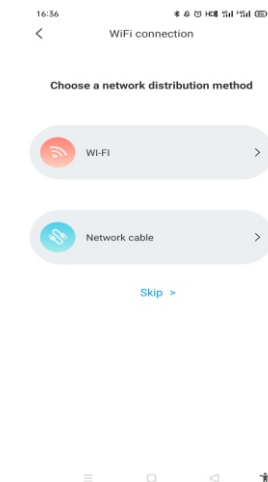 16:36
WiFi connection
Choose a network distribution method
WI-FI
Network cable
Skip >